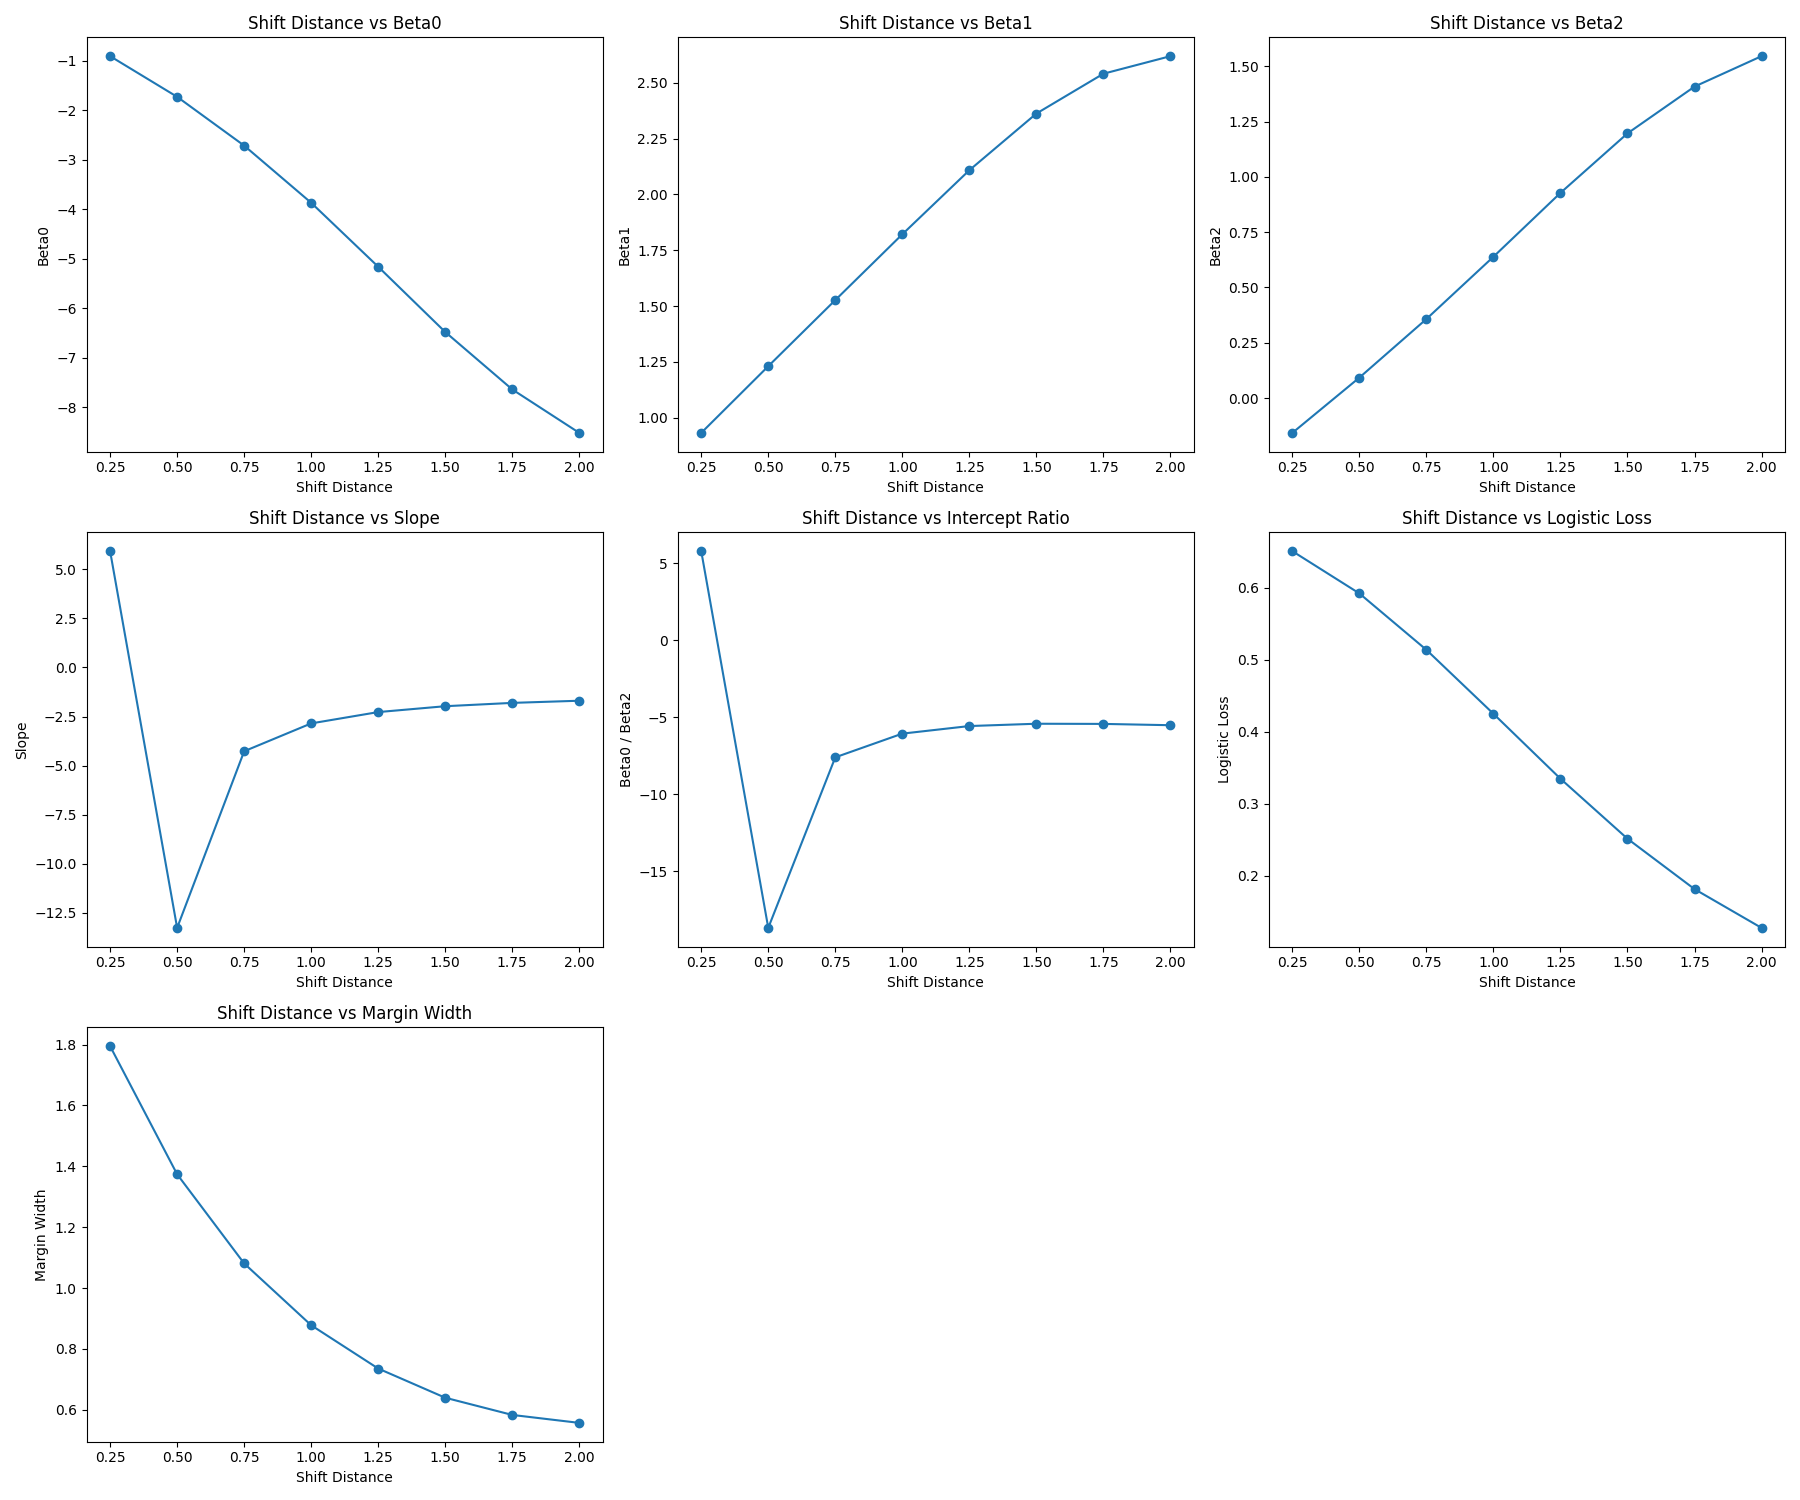 Shift Distance vs Beta0
Beta0
−1
−2
−3
−4
−5
−6
−7
−8
0.25 0.50 0.75 1.00 1.25 1.50 1.75 2.00
Shift Distance
Shift Distance vs Beta1
Beta1
2.50
2.25
2.00
1.75
1.50
1.25
1.00
0.25 0.50 0.75 1.00 1.25 1.50 1.75 2.00
Shift Distance
Shift Distance vs Beta2
Beta2
1.50
1.25
1.00
0.75
0.50
0.25
0.00
0.25 0.50 0.75 1.00 1.25 1.50 1.75 2.00
Shift Distance
Shift Distance vs Slope
Slope
5.0
2.5
0.0
−2.5
−5.0
−7.5
−10.0
−12.5
0.25 0.50 0.75 1.00 1.25 1.50 1.75 2.00
Shift Distance
Shift Distance vs Intercept Ratio
Beta0 / Beta2
5
0
−5
−10
−15
0.25 0.50 0.75 1.00 1.25 1.50 1.75 2.00
Shift Distance
Shift Distance vs Logistic Loss
Logistic Loss
0.6
0.5
0.4
0.3
0.2
0.25 0.50 0.75 1.00 1.25 1.50 1.75 2.00
Shift Distance
Shift Distance vs Margin Width
Margin Width
1.8
1.6
1.4
1.2
1.0
0.8
0.6
0.25 0.50 0.75 1.00 1.25 1.50 1.75 2.00
Shift Distance